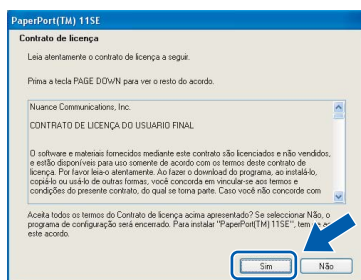 PaperPort(TM) 11SE
Contrato de licença
Leia atentamente o contrato de licença a seguir.
Prima a tecla PAGE DOWN para ver o resto do acordo.
Nuance Communications, Inc.
CONTRATO DE LICENÇA DO USUÁRIO FINAL
O software e materiais fornecidos mediante este contrato são licenciados e não vendidos,
e estão disponíveis para uso somente de acordo com os termos deste contrato de
licença. Por favor leia-o atentamente. Ao fazer o download do programa, ao instalá-lo,
copiá-lo ou usá-lo de outras formas, você concorda em vincular-se aos termos e
condições do presente contrato, do qual se torna parte. Caso você não concorde com
Aceita todos os termos do Contrato de licença acima apresentado? Se seleccionar Não, o
programa de configuração será encerrado. Para instalar "PaperPort(TM) 11SE",
este acordo.
Sim
Não